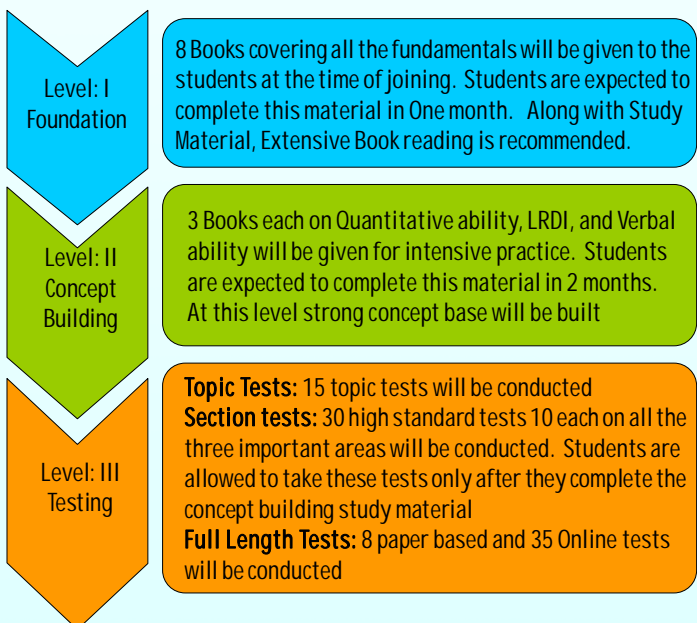 Level: I
Foundation
8 Books covering all the fundamentals will be given to the
students at the time of joining. Students are expected to
complete this material in One month. Along with Study
Material, Extensive Book reading is recommended.
Level: II
Concept
Building
3 Books each on Quantitative ability, LRDI, and Verbal
ability will be given for intensive practice. Students
are expected to complete this material in 2 months.
At this level strong concept base will be built
Level: III
Testing
Topic Tests: 15 topic tests will be conducted
Section tests: 30 high standard tests 10 each on all the
three important areas will be conducted. Students are
allowed to take these tests only after they complete the
concept building study material
Full Length Tests: 8 paper based and 35 Online tests
will be conducted